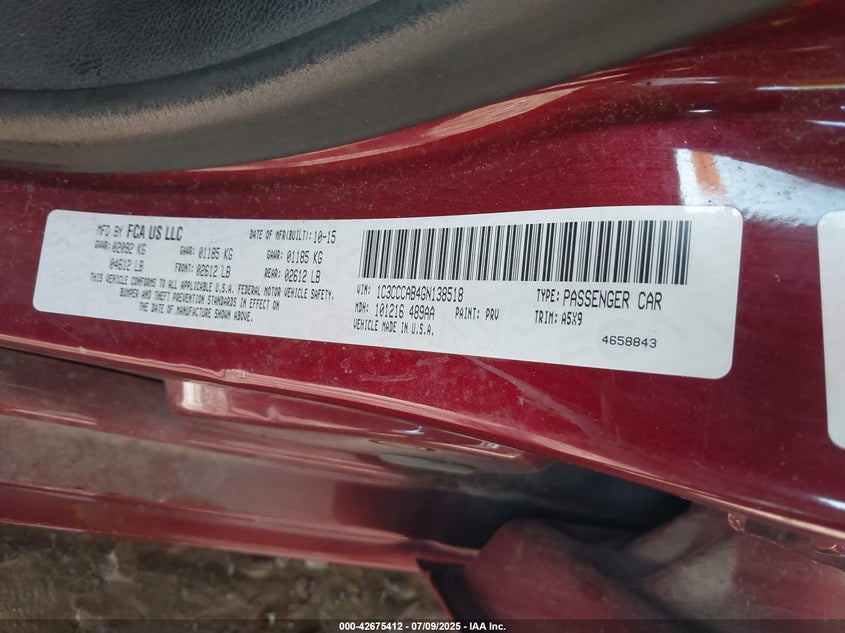 MFD BY FCA US LLC DATE OF MFR(BUILT): 10-15
GAWR: 02092 KG GAWR: 01185 KG GAWR: 01185 KG
04612 LB FRONT: 02612 LB REAR: 02612 LB
THIS VEHICLE CONFORMS TO ALL APPLICABLE U.S.A. FEDERAL MOTOR VEHICLE SAFETY,
BUMPER AND THEFT PREVENTION STANDARDS IN EFFECT ON
THE DATE OF MANUFACTURE SHOWN ABOVE.
VIN: 1C3CCCAB4GN138518 TYPE: PASSENGER CAR
MDH: 101216 489AA PAINT: PRV TRIM: A5X9
VEHICLE MADE IN U.S.A.
4658843
000-42675412 | 07/09/2025 - IAA Inc.